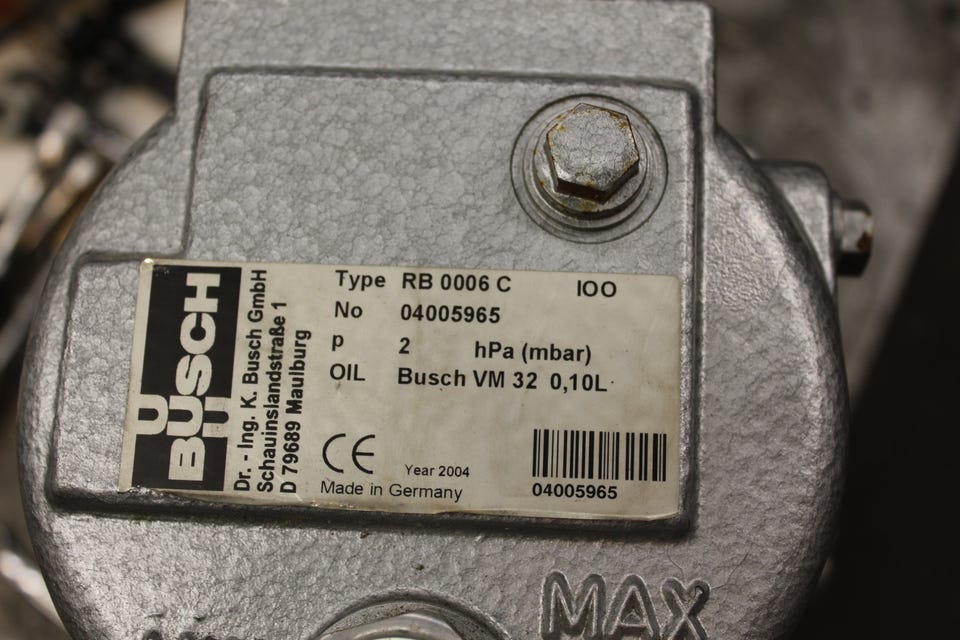 BUSCH
Dr. - Ing. K. Busch GmbH
Schauinslandstraße 1
D 79689 Maulburg
Type RB 0006 C IOO
No 04005965
p 2 hPa (mbar)
OIL Busch VM 32 0,10L
CE
Year 2004
Made in Germany
04005965
MAX